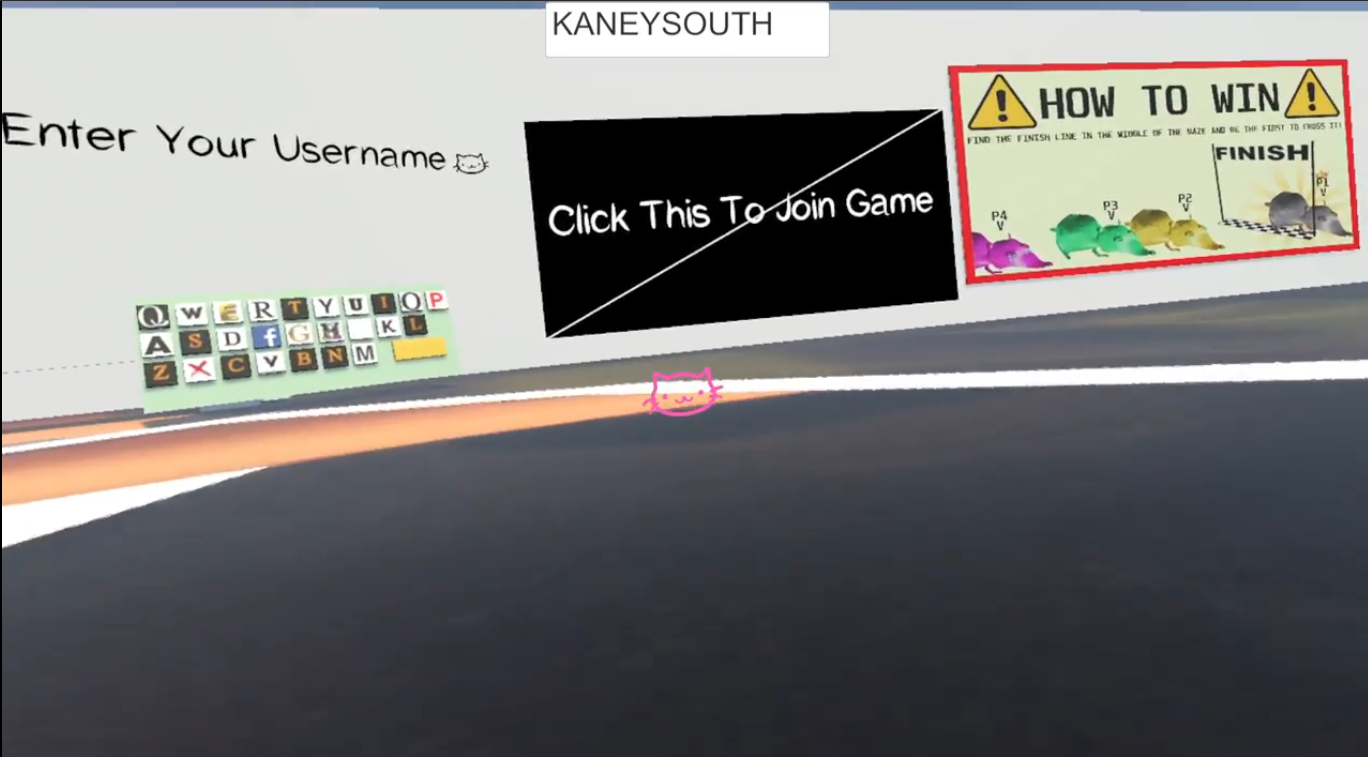 KANEYSOUTH
Enter Your Username
Click This To Join Game
HOW TO WIN
FIND THE FINISH LINE IN THE MIDDLE OF THE MAZE AND BE THE FIRST TO CROSS IT!
FINISH
P1
V
P2
V
P3
V
P4
V
Q W E R T Y U I O P
A S D f G H K L
Z X C V B N M